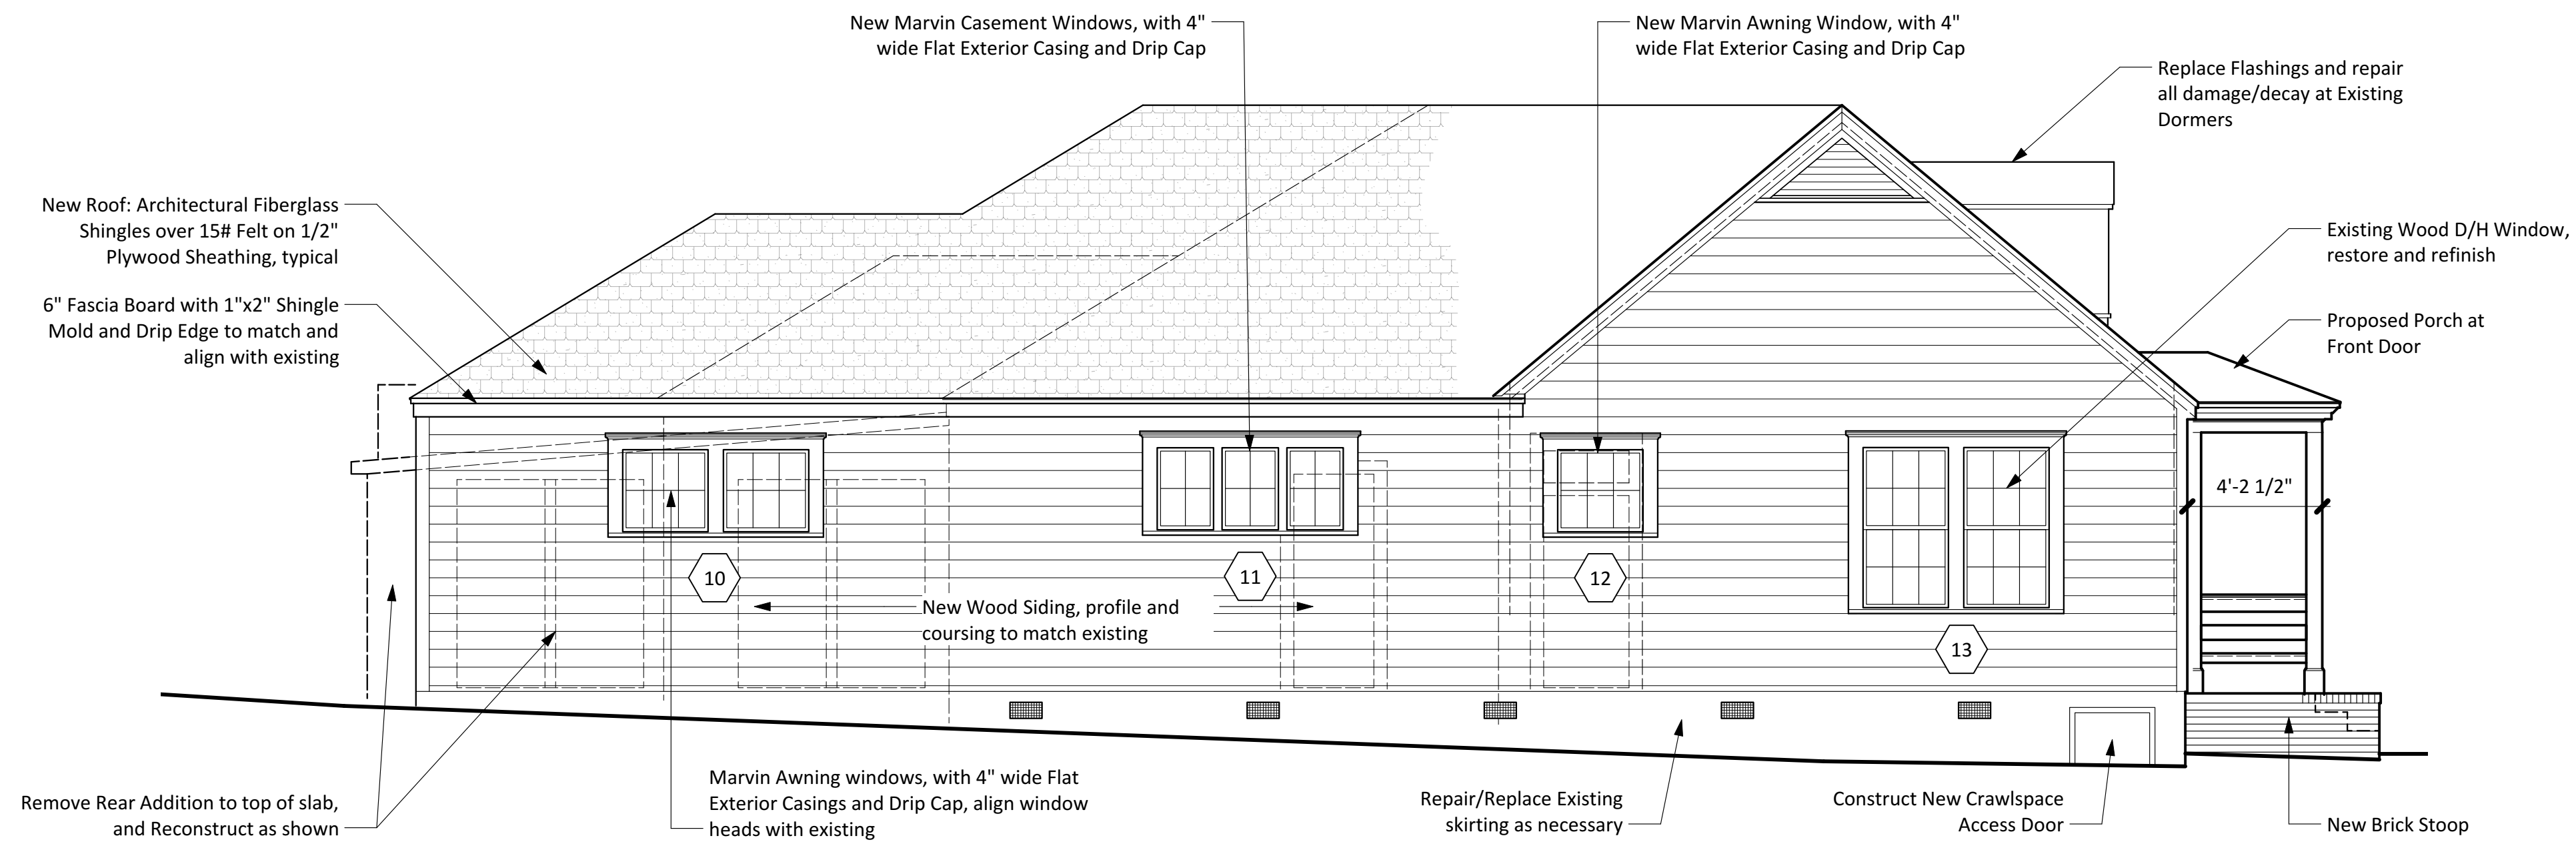 New Marvin Casement Windows, with 4"
wide Flat Exterior Casing and Drip Cap
New Marvin Awning Window, with 4"
wide Flat Exterior Casing and Drip Cap
Replace Flashings and repair
all damage/decay at Existing
Dormers
New Roof: Architectural Fiberglass
Shingles over 15# Felt on 1/2"
Plywood Sheathing, typical
Existing Wood D/H Window,
restore and refinish
6" Fascia Board with 1"x2" Shingle
Mold and Drip Edge to match and
align with existing
Proposed Porch at
Front Door
4'-2 1/2"
10
11
12
13
New Wood Siding, profile and
coursing to match existing
Remove Rear Addition to top of slab,
and Reconstruct as shown
Marvin Awning windows, with 4" wide Flat
Exterior Casings and Drip Cap, align window
heads with existing
Repair/Replace Existing
skirting as necessary
Construct New Crawlspace
Access Door
New Brick Stoop